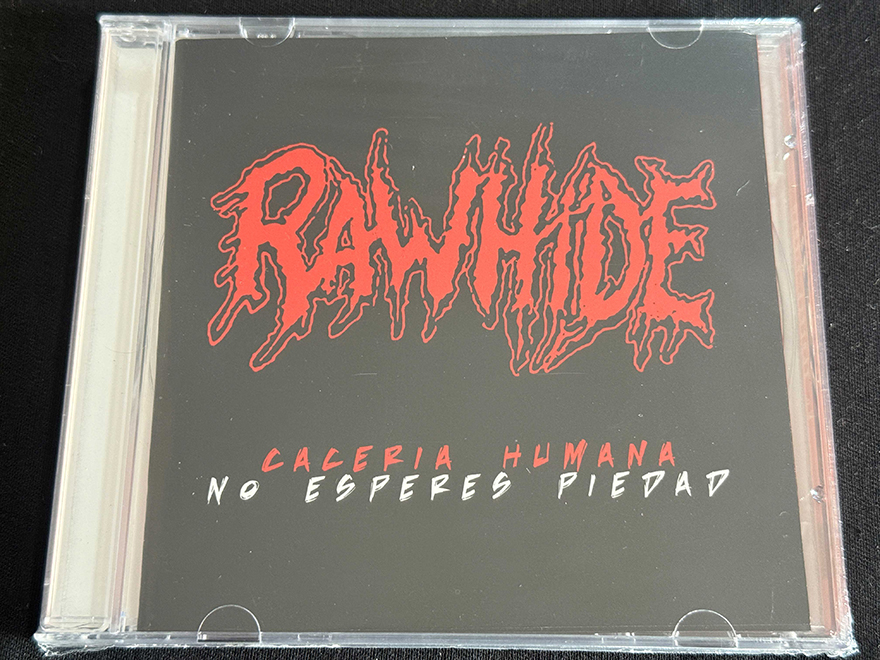 RAWHIDE
CACERIA HUMANA
NO ESPERES PIEDAD